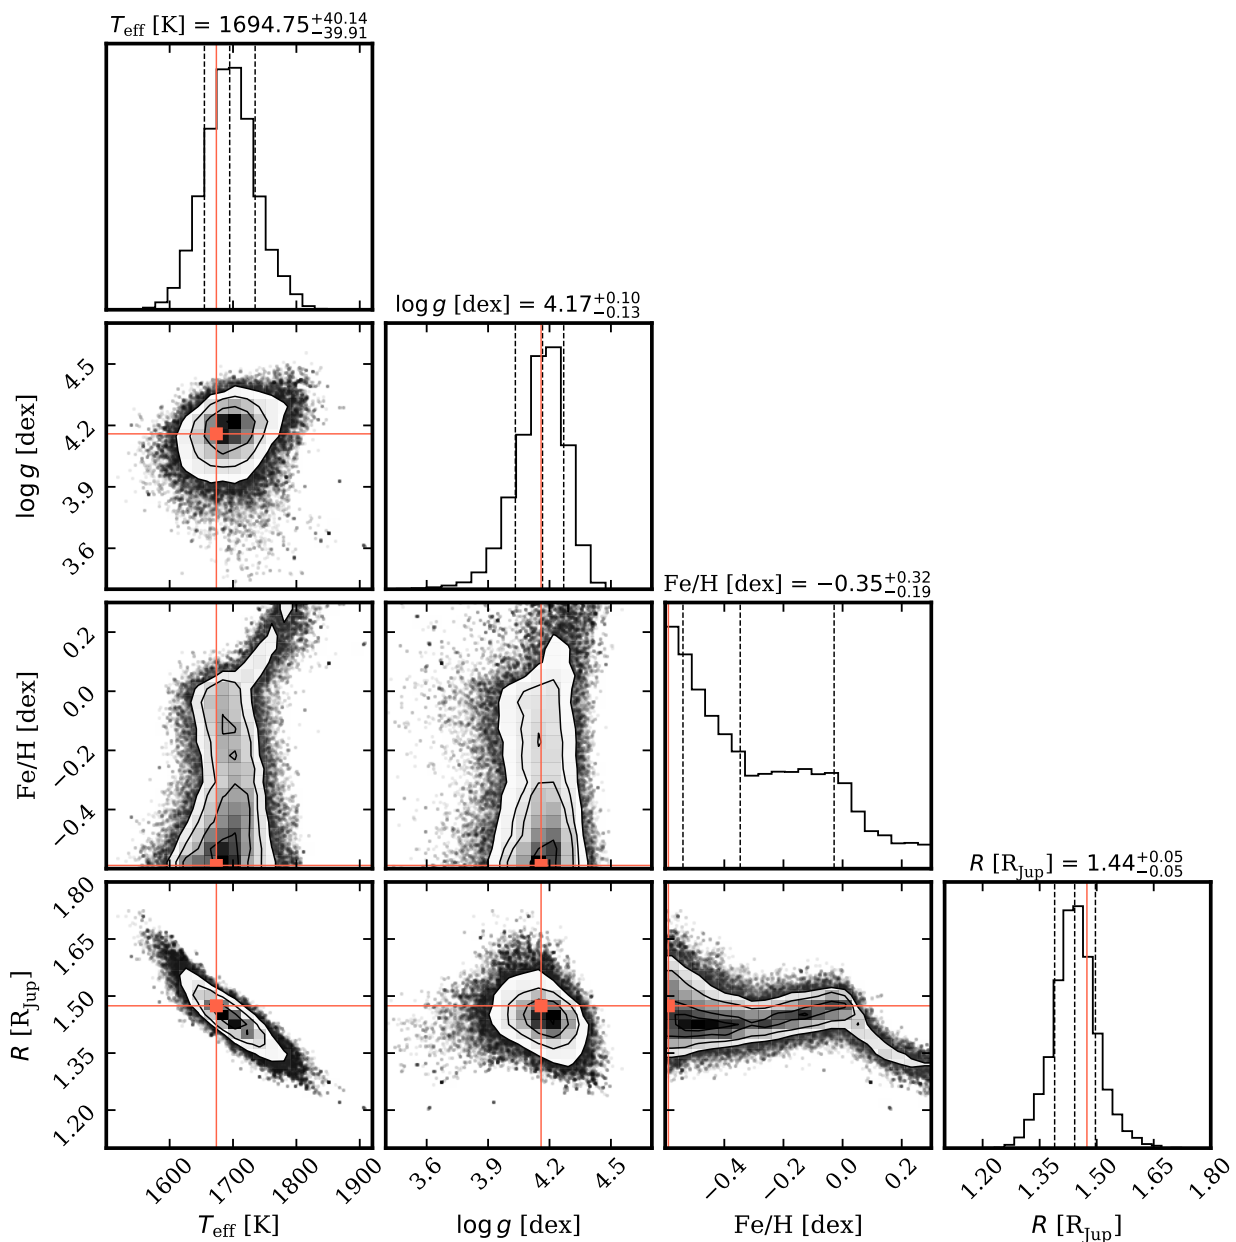 T_eff [K] = 1694.75^{+40.14}_{−39.91}
log g [dex] = 4.17^{+0.10}_{−0.13}
4.5
4.2
3.9
3.6
log g [dex]
Fe/H [dex] = −0.35^{+0.32}_{−0.19}
0.2
0.0
−0.2
−0.4
Fe/H [dex]
R [R_Jup] = 1.44^{+0.05}_{−0.05}
1.80
1.65
1.50
1.35
1.20
R [R_Jup]
1600 1700 1800 1900 3.6 3.9 4.2 4.5 −0.4 −0.2 0.0 0.2 1.20 1.35 1.50 1.65 1.80
T_eff [K] log g [dex] Fe/H [dex] R [R_Jup]